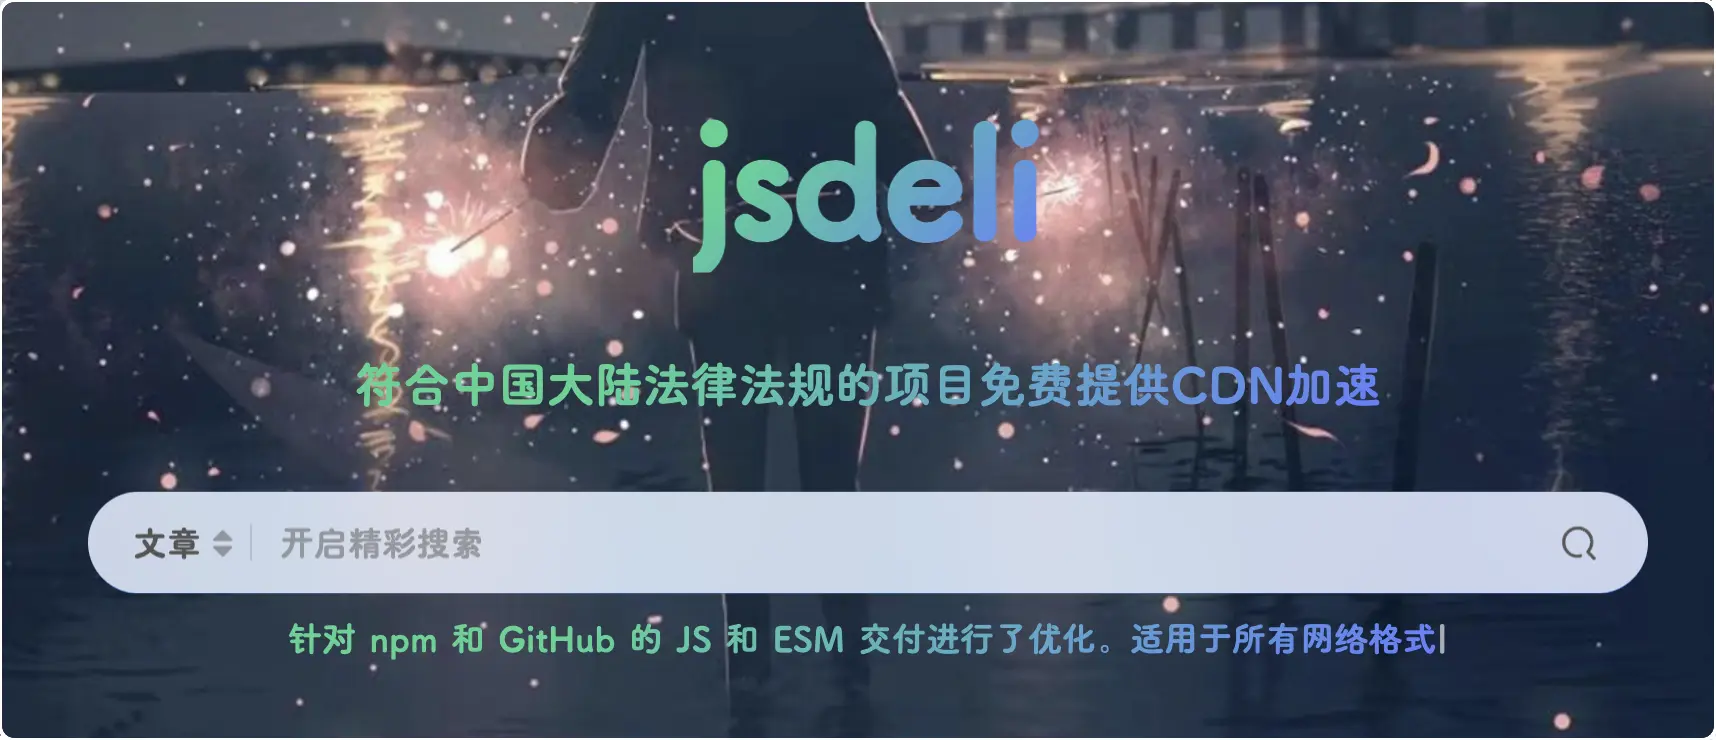 jsdeli
符合中国大陆法律法规的项目免费提供CDN加速
文章 开启精彩搜索
针对 npm 和 GitHub 的 JS 和 ESM 交付进行了优化。适用于所有网络格式